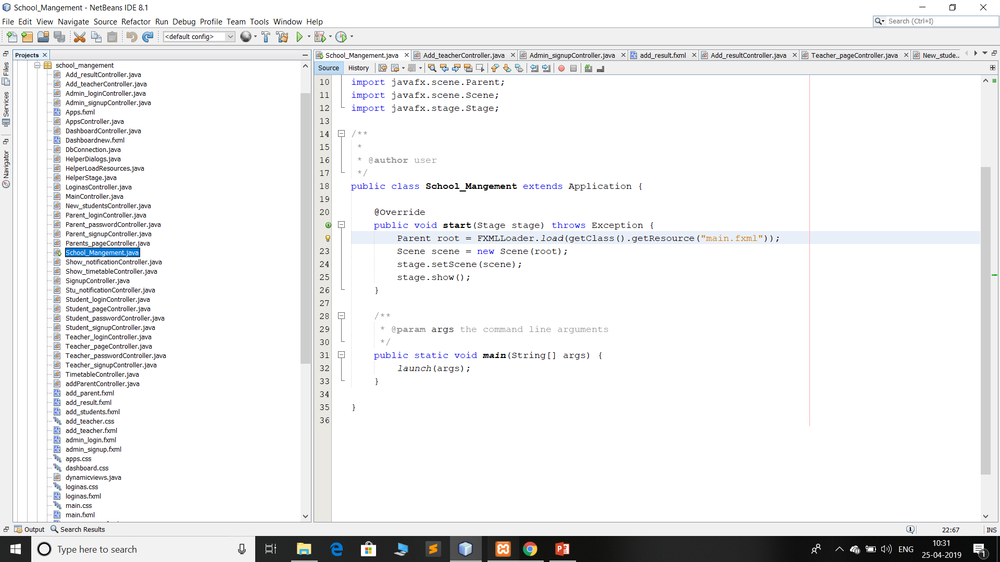 School_Mangement - NetBeans IDE 8.1
File Edit View Navigate Source Refactor Run Debug Profile Team Tools Window Help
Search (Ctrl+I)
<default config>
Files
Services
Navigator
Projects
school_mangement
Add_resultController.java
Add_teacherController.java
Admin_loginController.java
Admin_signupController.java
Apps.fxml
AppsController.java
DashboardController.java
Dashboardnew.fxml
DbConnection.java
HelperDialogs.java
HelperLoadResources.java
HelperStage.java
LoginasController.java
MainController.java
New_studentsController.java
Parent_loginController.java
Parent_passwordController.java
Parent_signupController.java
Parents_pageController.java
School_Mangement.java
Show_notificationController.java
Show_timetableController.java
SignupController.java
Stu_notificationController.java
Student_loginController.java
Student_pageController.java
Student_passwordController.java
Student_signupController.java
Teacher_loginController.java
Teacher_pageController.java
Teacher_passwordController.java
Teacher_signupController.java
TimetableController.java
addParentController.java
add_parent.fxml
add_result.fxml
add_students.fxml
add_teacher.css
add_teacher.fxml
admin_login.fxml
admin_signup.fxml
apps.css
dashboard.css
dynamicviews.java
loginas.css
loginas.fxml
main.css
main.fxml
School_Mangement.java Add_teacherController.java Admin_signupController.java add_result.fxml Add_resultController.java Teacher_pageController.java New_stude..
Source History
10 import javafx.scene.Parent;
11 import javafx.scene.Scene;
12 import javafx.stage.Stage;
13
14 /**
15 *
16 * @author user
17 */
18 public class School_Mangement extends Application {
19
20 @Override
public void start(Stage stage) throws Exception {
Parent root = FXMLLoader.load(getClass().getResource("main.fxml"));
23 Scene scene = new Scene(root);
24 stage.setScene(scene);
25 stage.show();
26 }
27
28 /**
29 * @param args the command line arguments
30 */
31 public static void main(String[] args) {
32 launch(args);
33 }
34
35 }
36
Output Search Results
1
22:67
INS
Type here to search
ENG
10:31
25-04-2019
1